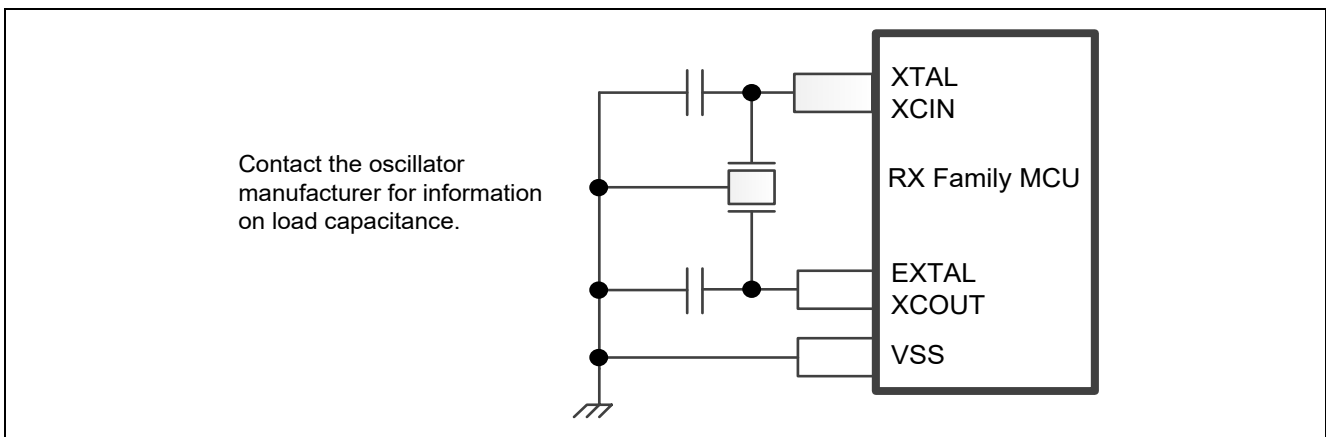 Contact the oscillator
manufacturer for information
on load capacitance.
XTAL
XCIN
RX Family MCU
EXTAL
XCOUT
VSS